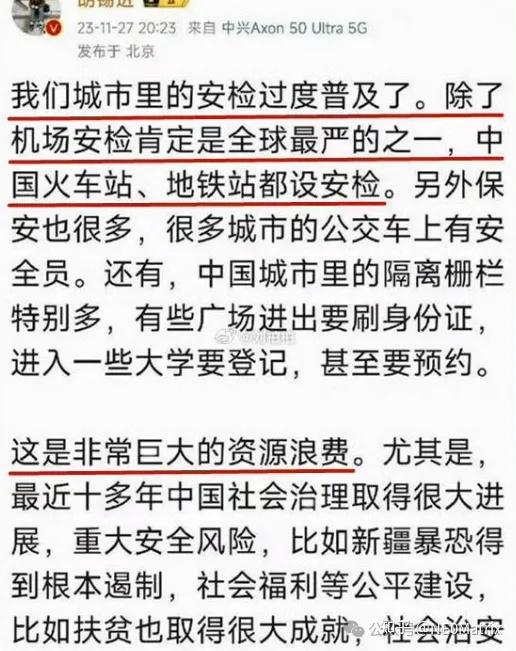 胡锡进
23-11-27 20:23 来自 中兴Axon 50 Ultra 5G
发布于 北京
我们城市里的安检过度普及了。除了
机场安检肯定是全球最严的之一，中
国火车站、地铁站都设安检。另外保
安也很多，很多城市的公交车上有安
全员。还有，中国城市里的隔离栅栏
特别多，有些广场进出要刷身份证，
进入一些大学要登记，甚至要预约。
这是非常巨大的资源浪费。尤其是，
最近十多年中国社会治理取得很大进
展，重大安全风险，比如新疆暴恐得
到根本遏制，社会福利等公平建设，
比如扶贫也取得很大成就，社会治安